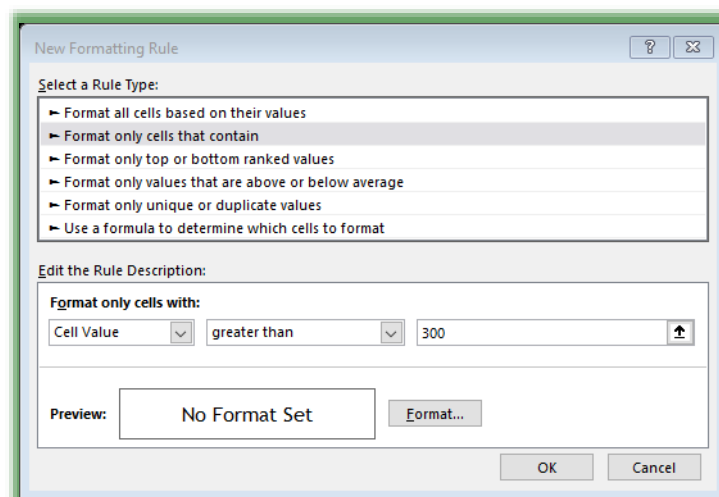 New Formatting Rule
Select a Rule Type:
► Format all cells based on their values
► Format only cells that contain
► Format only top or bottom ranked values
► Format only values that are above or below average
► Format only unique or duplicate values
► Use a formula to determine which cells to format
Edit the Rule Description:
Format only cells with:
Cell Value greater than 300
Preview: No Format Set Format...
OK Cancel